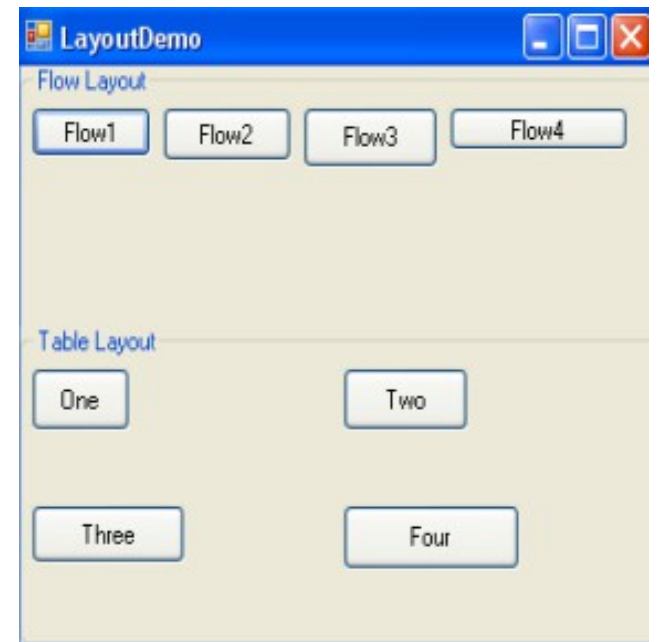 LayoutDemo
Flow Layout
Flow1 Flow2 Flow3 Flow4
Table Layout
One Two
Three Four